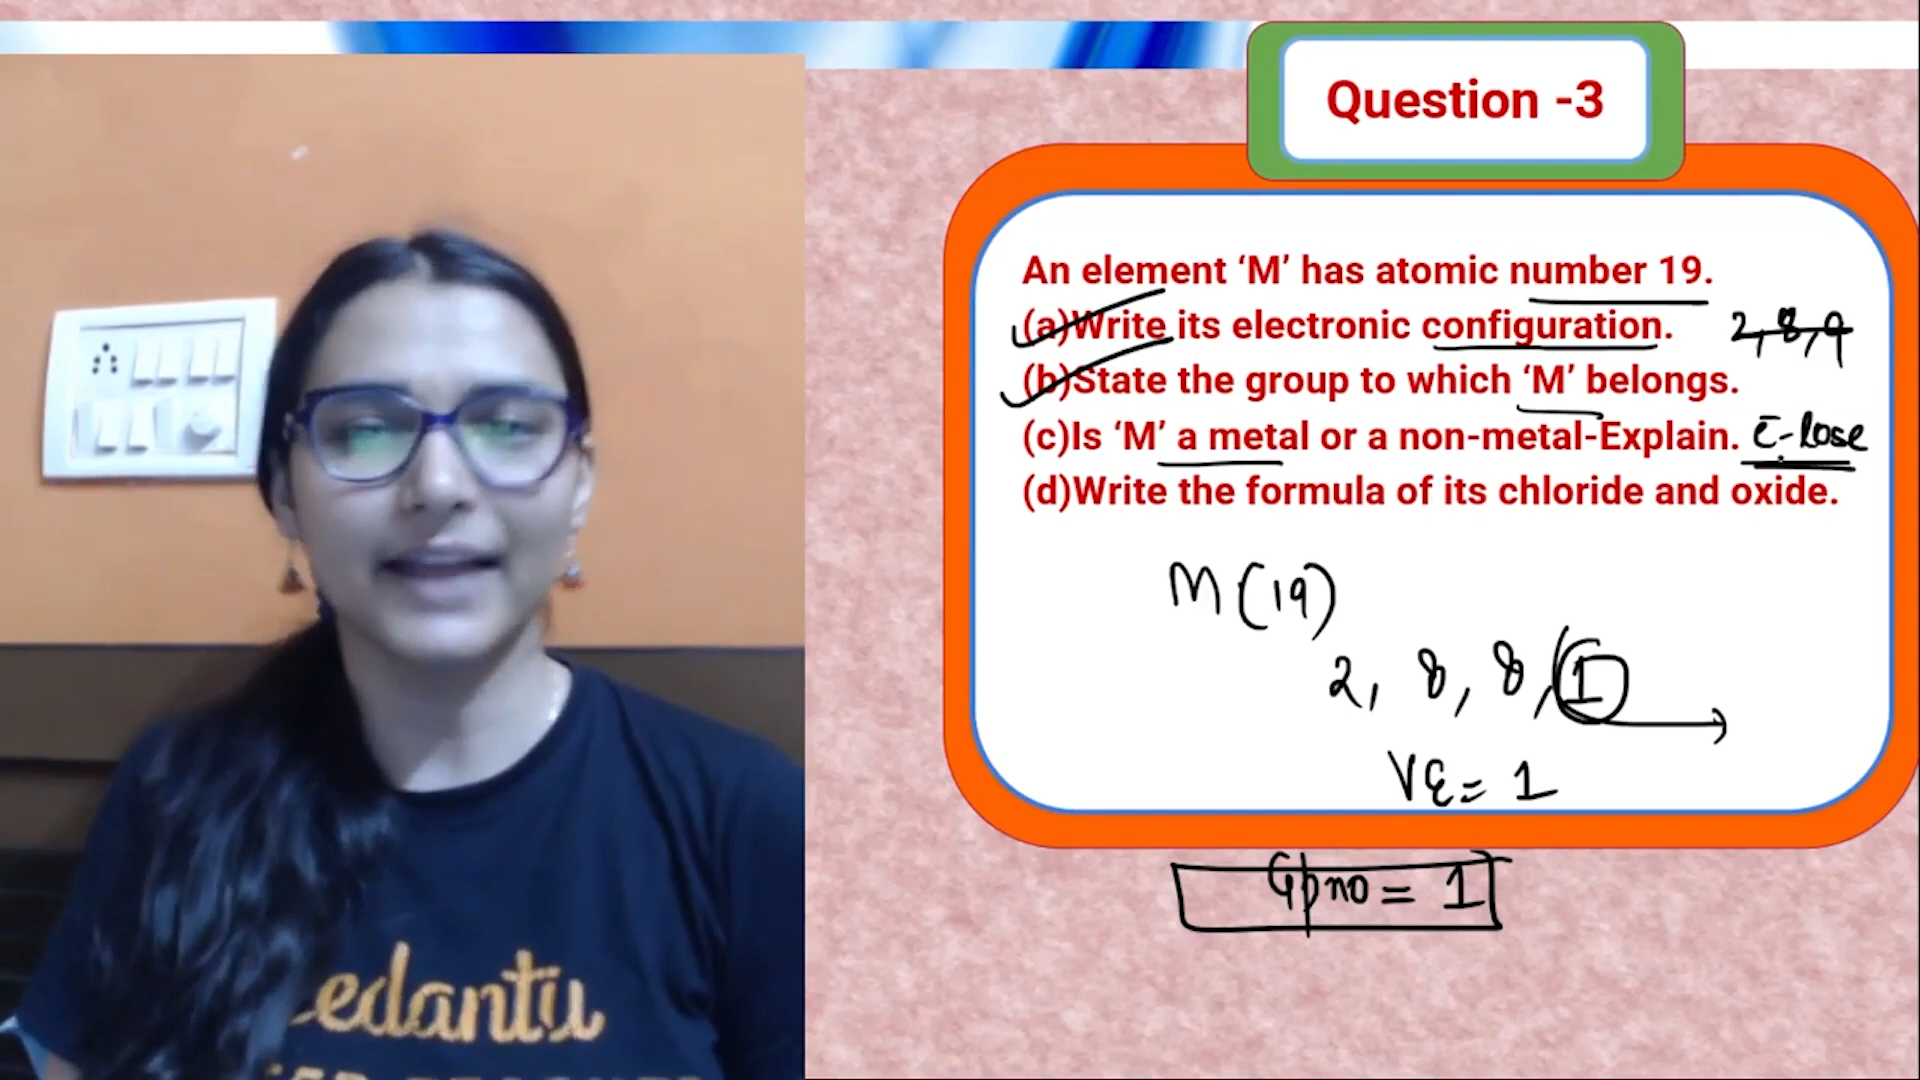 Question -3
An element ‘M’ has atomic number 19.
(a)Write its electronic configuration. 2,8,9
(b)State the group to which ‘M’ belongs.
(c)Is ‘M’ a metal or a non-metal-Explain. e-lose
(d)Write the formula of its chloride and oxide.
M (19)
2, 8, 8, 1
VE = 1
Gp no = 1
edantu